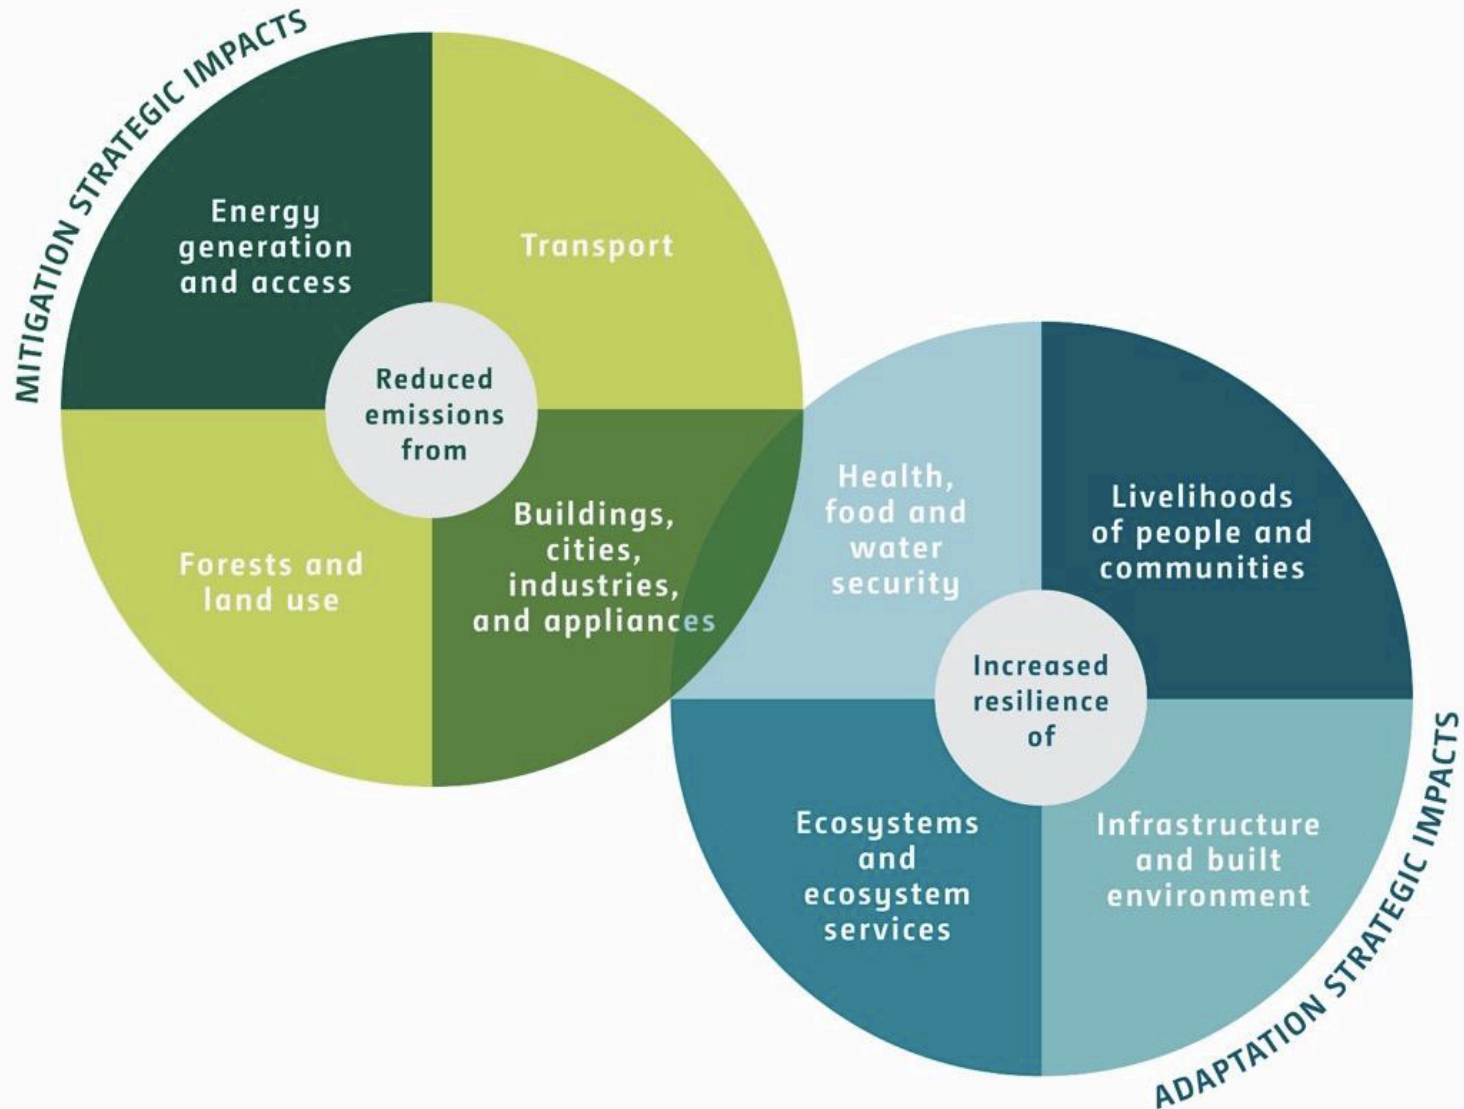 MITIGATION STRATEGIC IMPACTS
Energy
generation
and access
Transport
Reduced
emissions
from
Forests and
land use
Buildings,
cities,
industries,
and appliances
Health,
food and
water
security
Livelihoods
of people and
communities
Increased
resilience
of
Ecosystems
and
ecosystem
services
Infrastructure
and built
environment
ADAPTATION STRATEGIC IMPACTS